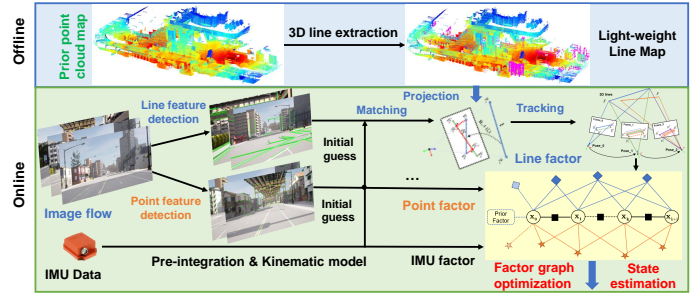 Offline
Prior point
cloud map
3D line extraction
Light-weight
Line Map
Online
Line feature
detection
Matching
Projection
Tracking
3D lines
Initial
guess
Line factor
Image flow
Point feature
detection
...
Initial
guess
Point factor
Prior
Factor
IMU Data
Pre-integration & Kinematic model
IMU factor
Factor graph
optimization
State
estimation